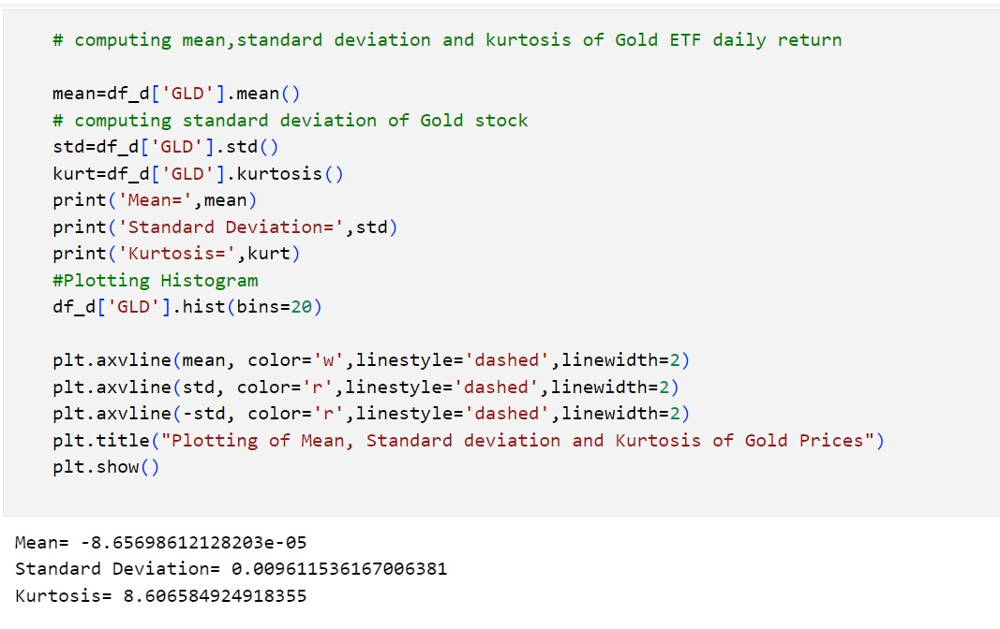 # computing mean,standard deviation and kurtosis of Gold ETF daily return
mean=df_d['GLD'].mean()
# computing standard deviation of Gold stock
std=df_d['GLD'].std()
kurt=df_d['GLD'].kurtosis()
print('Mean=',mean)
print('Standard Deviation=',std)
print('Kurtosis=',kurt)
#Plotting Histogram
df_d['GLD'].hist(bins=20)
plt.axvline(mean, color='w',linestyle='dashed',linewidth=2)
plt.axvline(std, color='r',linestyle='dashed',linewidth=2)
plt.axvline(-std, color='r',linestyle='dashed',linewidth=2)
plt.title("Plotting of Mean, Standard deviation and Kurtosis of Gold Prices")
plt.show()
Mean= -8.65698612128203e-05
Standard Deviation= 0.009611536167006381
Kurtosis= 8.606584924918355